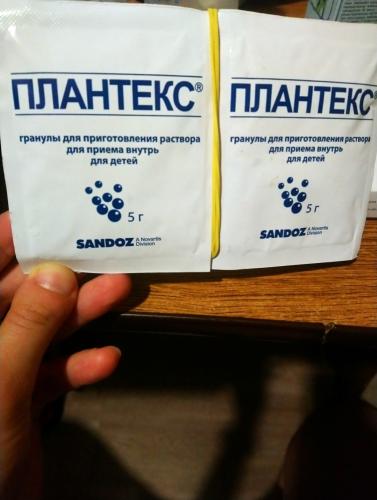 ПЛАНТЕКС®
гранулы для приготовления раствора
для приема внутрь
для детей
5 г
SANDOZ A Novartis
Division
ПЛАНТЕКС®
гранулы для приготовления раствора
для приема внутрь
для детей
5 г
SANDOZ A Novartis
Division